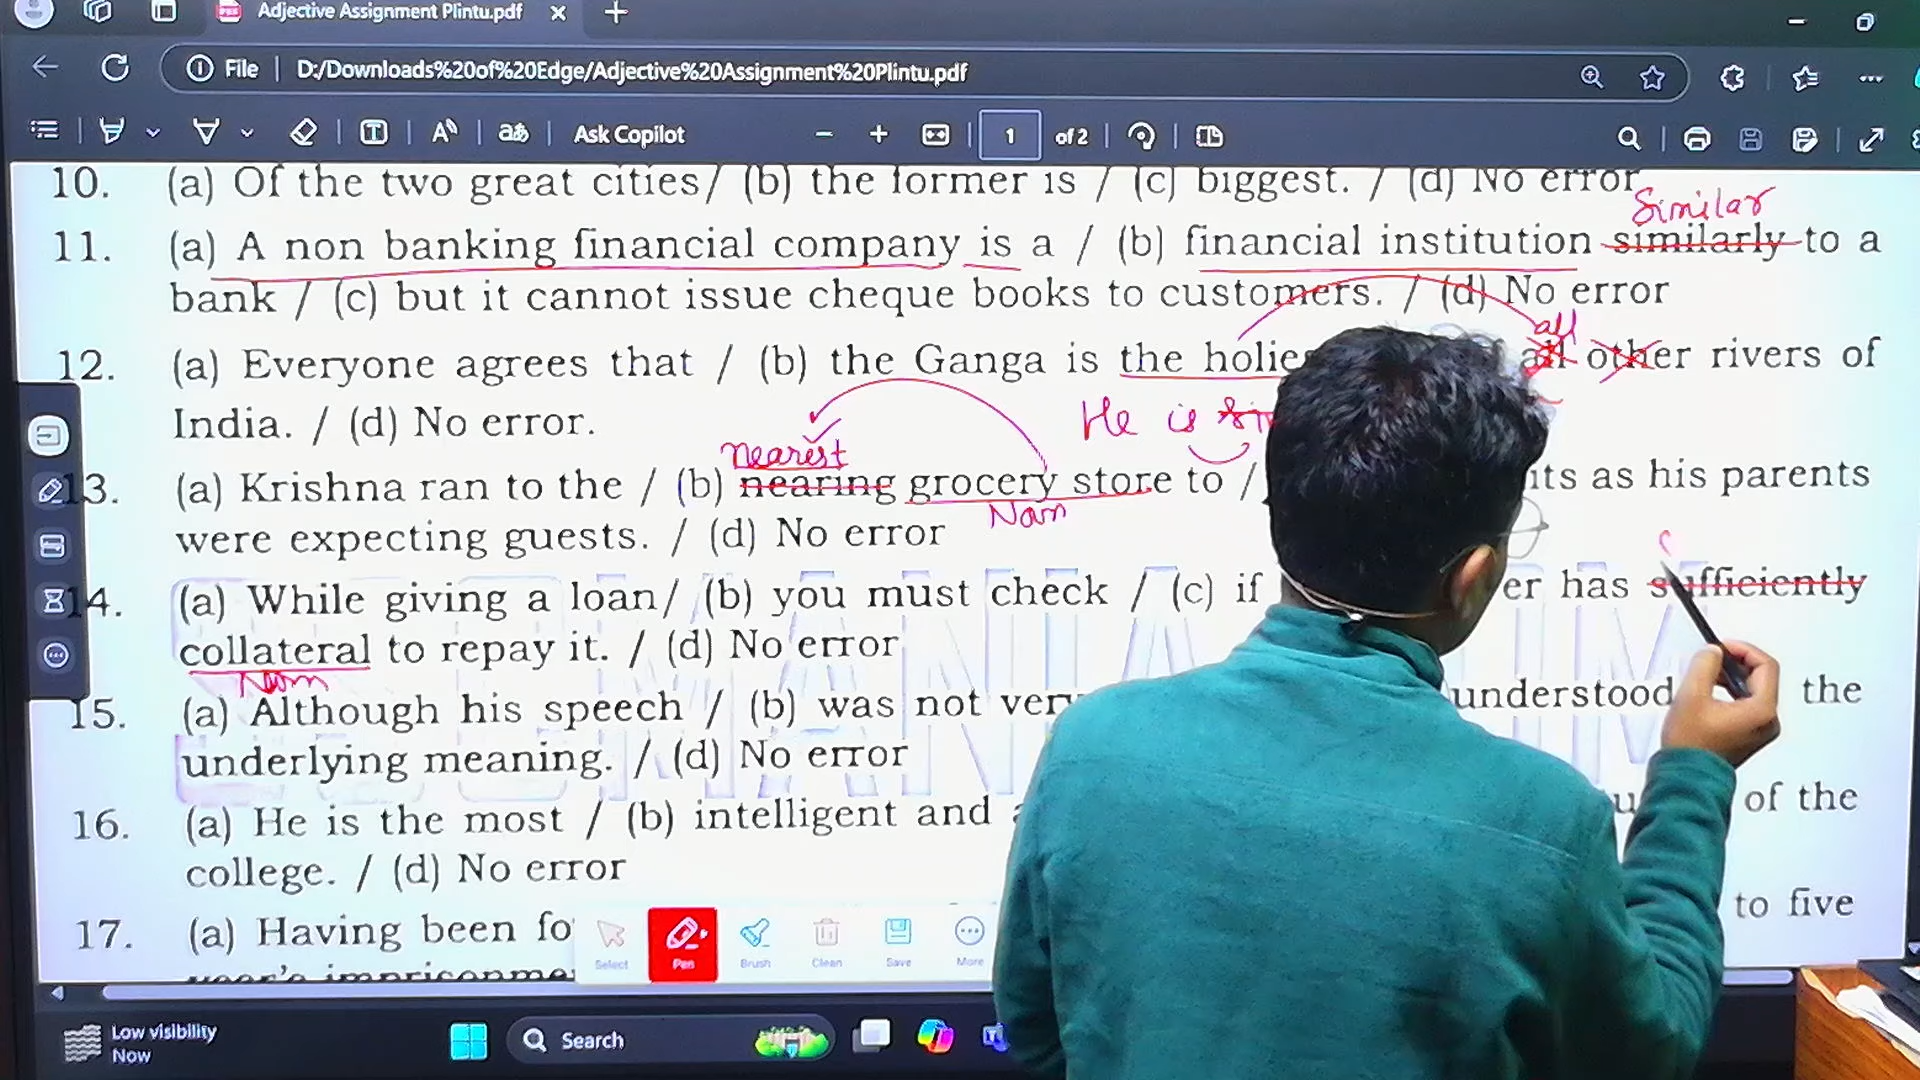 Adjective Assignment Plintu.pdf
File D:/Downloads%20of%20Edge/Adjective%20Assignment%20Plintu.pdf
Ask Copilot 1 of 2
10. (a) Of the two great cities/ (b) the former is / (c) biggest. / (d) No error
Similar
11. (a) A non banking financial company is a / (b) financial institution similarly to a
bank / (c) but it cannot issue cheque books to customers. / (d) No error
all
12. (a) Everyone agrees that / (b) the Ganga is the holies all other rivers of
He is
India. / (d) No error.
nearest
13. (a) Krishna ran to the / (b) nearing grocery store to / its as his parents
Noun
were expecting guests. / (d) No error
14. (a) While giving a loan/ (b) you must check / (c) if er has sufficiently
collateral to repay it. / (d) No error
Noun
15. (a) Although his speech / (b) was not very understood the
underlying meaning. / (d) No error
16. (a) He is the most / (b) intelligent and of the
college. / (d) No error
17. (a) Having been fo to five
year's imprisonme
Select Pen Brush Clean Save More
Low visibility
Now
Search